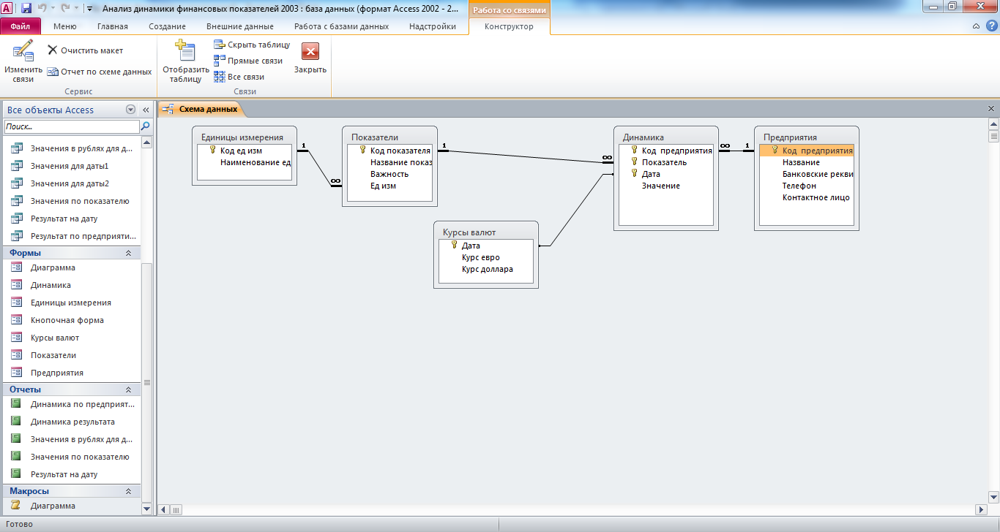 Анализ динамики финансовых показателей 2003 : база данных (формат Access 2002 - 2...
Работа со связями
Файл Меню Главная Создание Внешние данные Работа с базами данных Надстройки Конструктор
Изменить связи
Очистить макет
Отчет по схеме данных
Сервис
Отобразить таблицу
Скрыть таблицу
Прямые связи
Все связи
Закрыть
Связи
Все объекты Access
Поиск...
Значения в рублях для д...
Значения для даты1
Значения для даты2
Значения по показателю
Результат на дату
Результат по предприяти...
Формы
Диаграмма
Динамика
Единицы измерения
Кнопочная форма
Курсы валют
Показатели
Предприятия
Отчеты
Динамика по предприят...
Динамика результата
Значения в рублях для д...
Значения по показателю
Результат на дату
Макросы
Диаграмма
Схема данных
Единицы измерения
Код ед изм
Наименование ед
1
∞
Показатели
Код показателя
Название показ
Важность
Ед изм
1
∞
Динамика
Код предприятия
Показатель
Дата
Значение
∞
1
Предприятия
Код предприятия
Название
Банковские рекви
Телефон
Контактное лицо
Курсы валют
Дата
Курс евро
Курс доллара
Готово